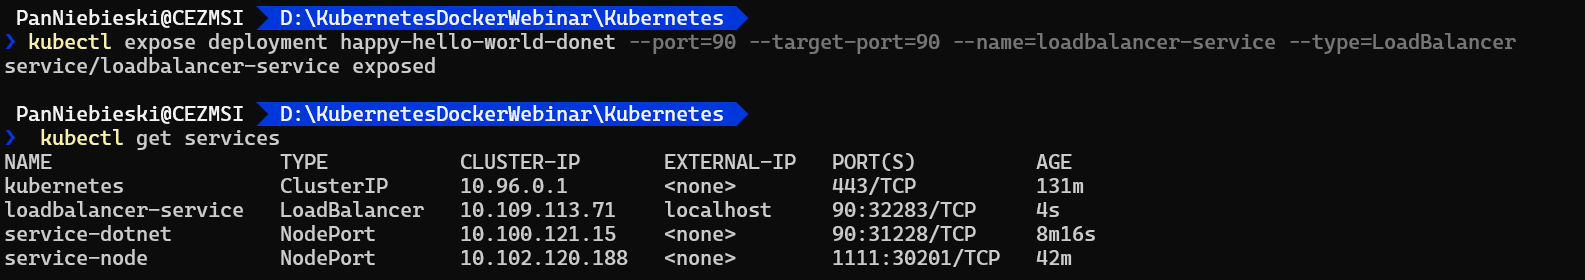 PanNiebieski@CEZMSI D:\KubernetesDockerWebinar\Kubernetes
❯ kubectl expose deployment happy-hello-world-donet --port=90 --target-port=90 --name=loadbalancer-service --type=LoadBalancer
service/loadbalancer-service exposed
PanNiebieski@CEZMSI D:\KubernetesDockerWebinar\Kubernetes
❯ kubectl get services
NAME TYPE CLUSTER-IP EXTERNAL-IP PORT(S) AGE
kubernetes ClusterIP 10.96.0.1 <none> 443/TCP 131m
loadbalancer-service LoadBalancer 10.109.113.71 localhost 90:32283/TCP 4s
service-dotnet NodePort 10.100.121.15 <none> 90:31228/TCP 8m16s
service-node NodePort 10.102.120.188 <none> 1111:30201/TCP 42m